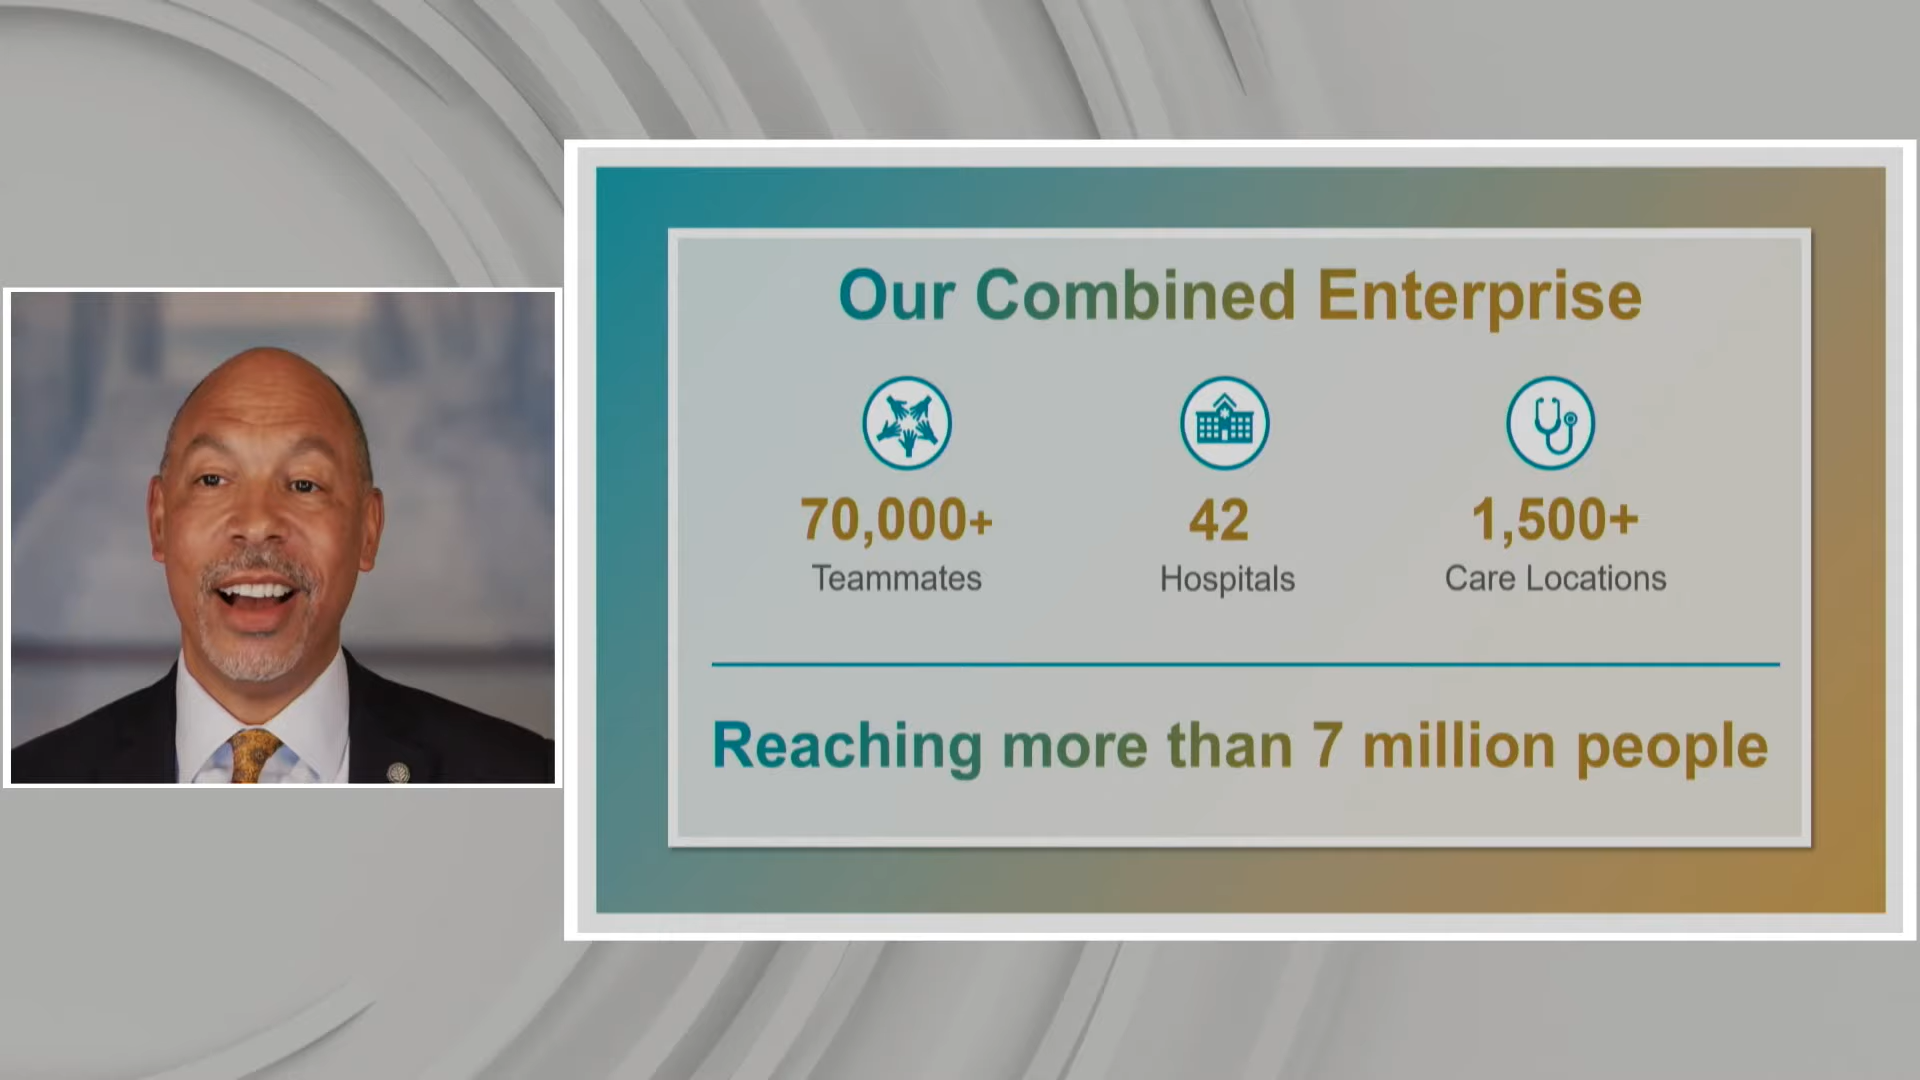 Our Combined Enterprise
70,000+ 42 1,500+
Teammates Hospitals Care Locations
Reaching more than 7 million people